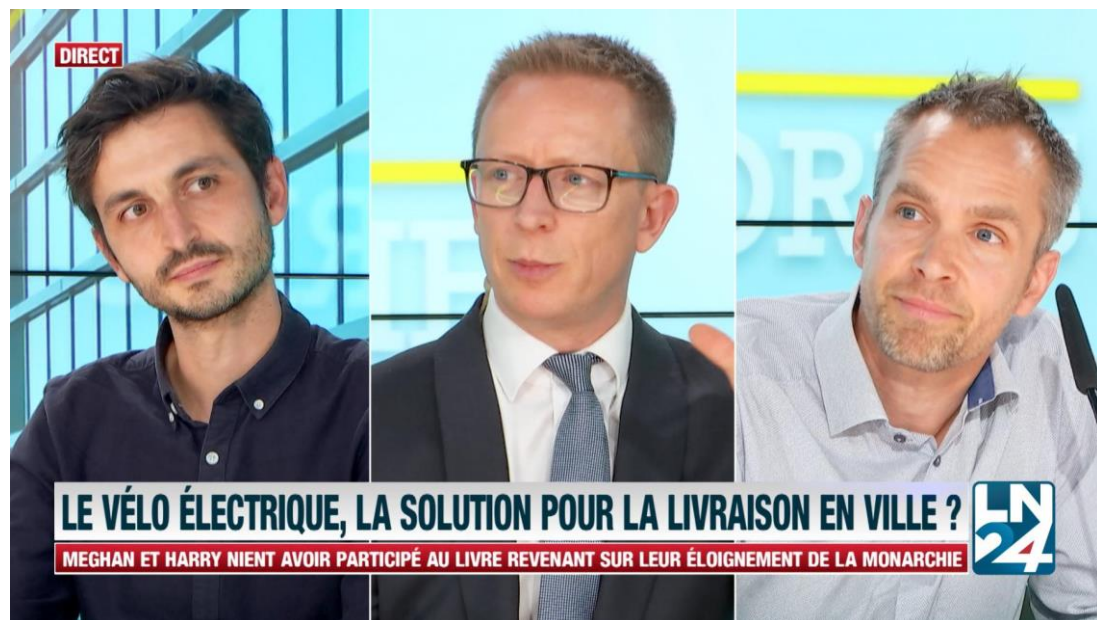 DIRECT
LE VÉLO ÉLECTRIQUE, LA SOLUTION POUR LA LIVRAISON EN VILLE ?
MEGHAN ET HARRY NIENT AVOIR PARTICIPÉ AU LIVRE REVENANT SUR LEUR ÉLOIGNEMENT DE LA MONARCHIE
LN
24